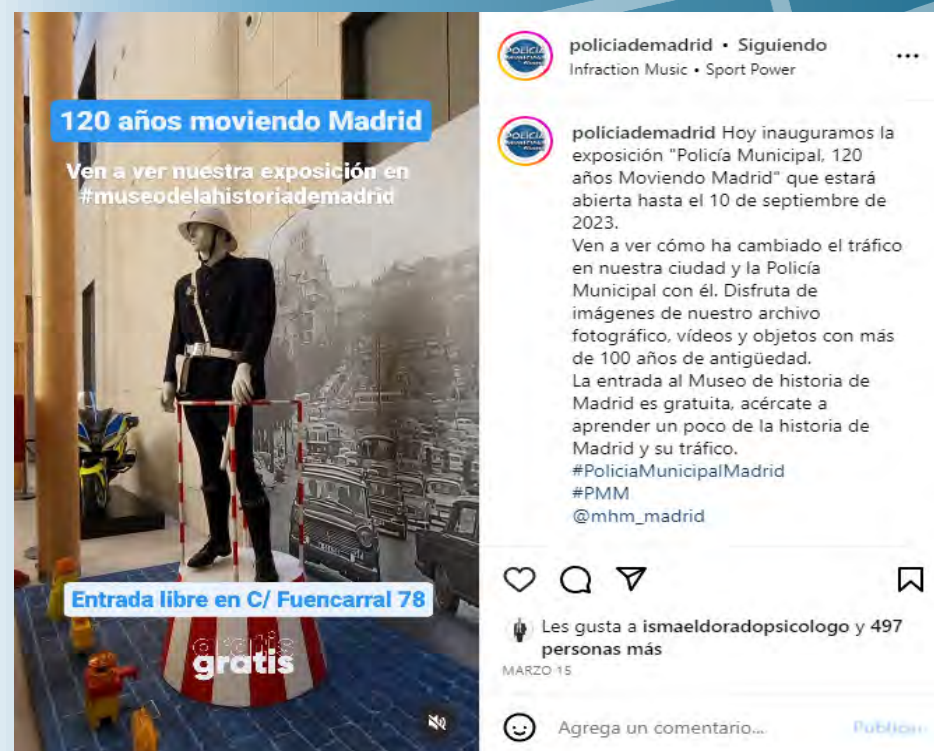 120 años moviendo Madrid
Ven a ver nuestra exposición en
#museodelahistoriademadrid
Entrada libre en C/ Fuencarral 78
gratis
gratis
policiademadrid • Siguiendo
Infraction Music • Sport Power
policiademadrid Hoy inauguramos la
exposición "Policía Municipal, 120
años Moviendo Madrid" que estará
abierta hasta el 10 de septiembre de
2023.
Ven a ver cómo ha cambiado el tráfico
en nuestra ciudad y la Policía
Municipal con él. Disfruta de
imágenes de nuestro archivo
fotográfico, vídeos y objetos con más
de 100 años de antigüedad.
La entrada al Museo de historia de
Madrid es gratuita, acércate a
aprender un poco de la historia de
Madrid y su tráfico.
#PoliciaMunicipalMadrid
#PMM
@mhm_madrid
Les gusta a ismaeldoradopsicologo y 497
personas más
MARZO 15
Agrega un comentario... Publicar